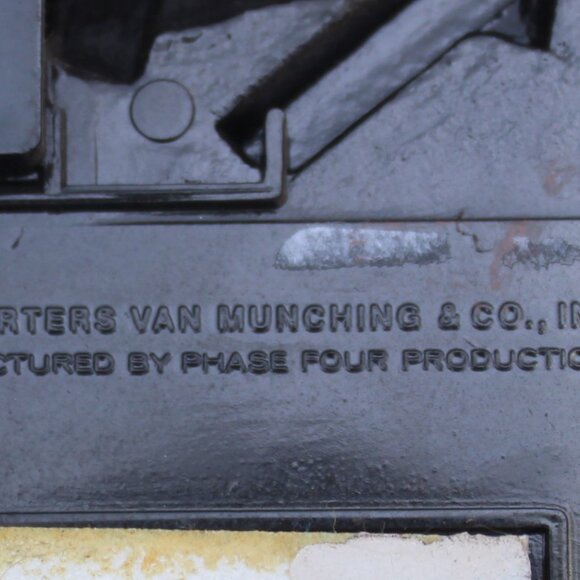 RTERS VAN MUNCHING & CO., IN
CTURED BY PHASE FOUR PRODUCTIO